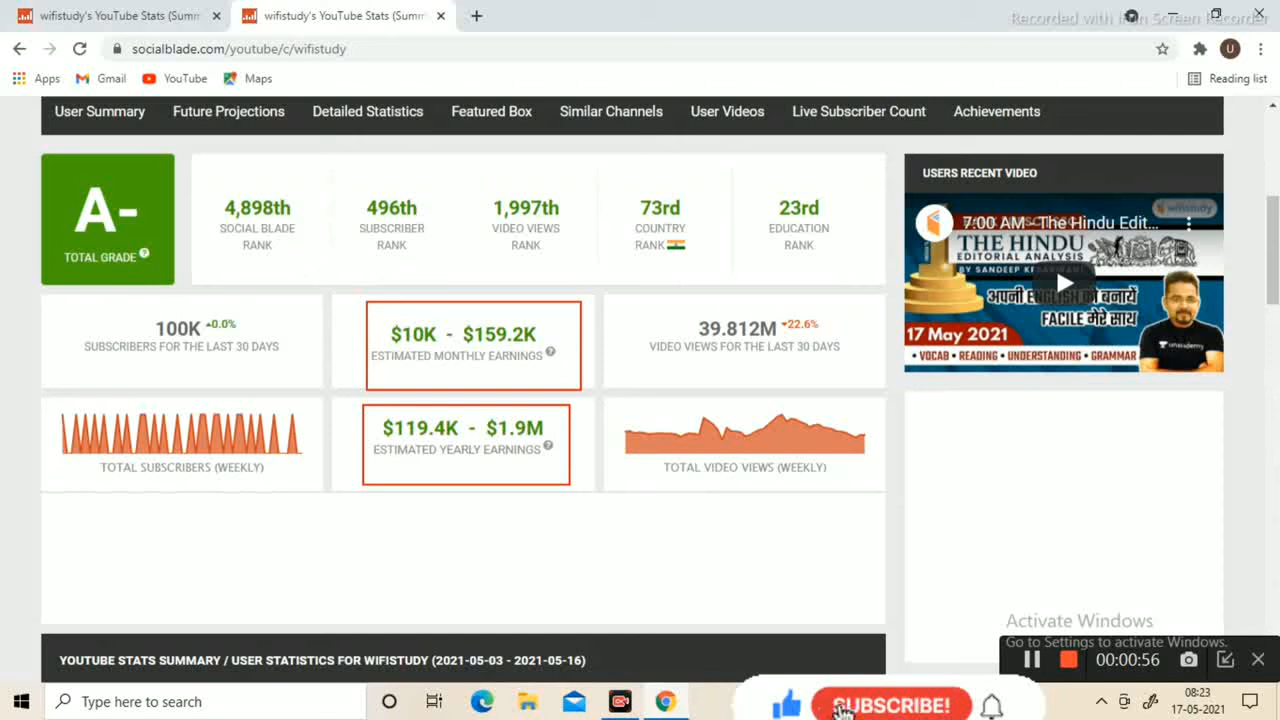 wifistudy's YouTube Stats (Summ
wifistudy's YouTube Stats (Summ
Recorded with
Screen Recorder
socialblade.com/youtube/c/wifistudy
U
Apps
Gmail
YouTube
Maps
Reading list
User Summary
Future Projections
Detailed Statistics
Featured Box
Similar Channels
User Videos
Live Subscriber Count
Achievements
A-
TOTAL GRADE
4,898th
SOCIAL BLADE
RANK
496th
SUBSCRIBER
RANK
1,997th
VIDEO VIEWS
RANK
73rd
COUNTRY
RANK
23rd
EDUCATION
RANK
USERS RECENT VIDEO
wifistudy
7:00 AM - The Hindu Edit...
THE HINDU
EDITORIAL ANALYSIS
BY SANDEEP
अपनी ENGLISH को बनायें
FACILE मेरे साथ
17 May 2021
• VOCAB • READING • UNDERSTANDING • GRAMMAR
unacademy
100K 0.0%
SUBSCRIBERS FOR THE LAST 30 DAYS
$10K - $159.2K
ESTIMATED MONTHLY EARNINGS
39.812M 22.6%
VIDEO VIEWS FOR THE LAST 30 DAYS
TOTAL SUBSCRIBERS (WEEKLY)
$119.4K - $1.9M
ESTIMATED YEARLY EARNINGS
TOTAL VIDEO VIEWS (WEEKLY)
YOUTUBE STATS SUMMARY / USER STATISTICS FOR WIFISTUDY (2021-05-03 - 2021-05-16)
Activate Windows
Go to Settings to activate Windows.
00:00:56
Type here to search
SUBSCRIBE!
08:23
17-05-2021